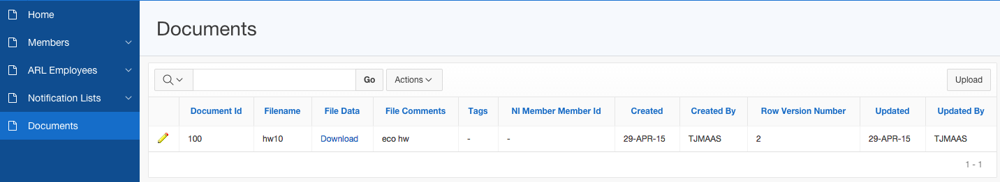 Home
Members
ARL Employees
Notification Lists
Documents
Documents
Go Actions Upload
Document Id Filename File Data File Comments Tags NI Member Member Id Created Created By Row Version Number Updated Updated By
100 hw10 Download eco hw - - 29-APR-15 TJMAAS 2 29-APR-15 TJMAAS
1 - 1